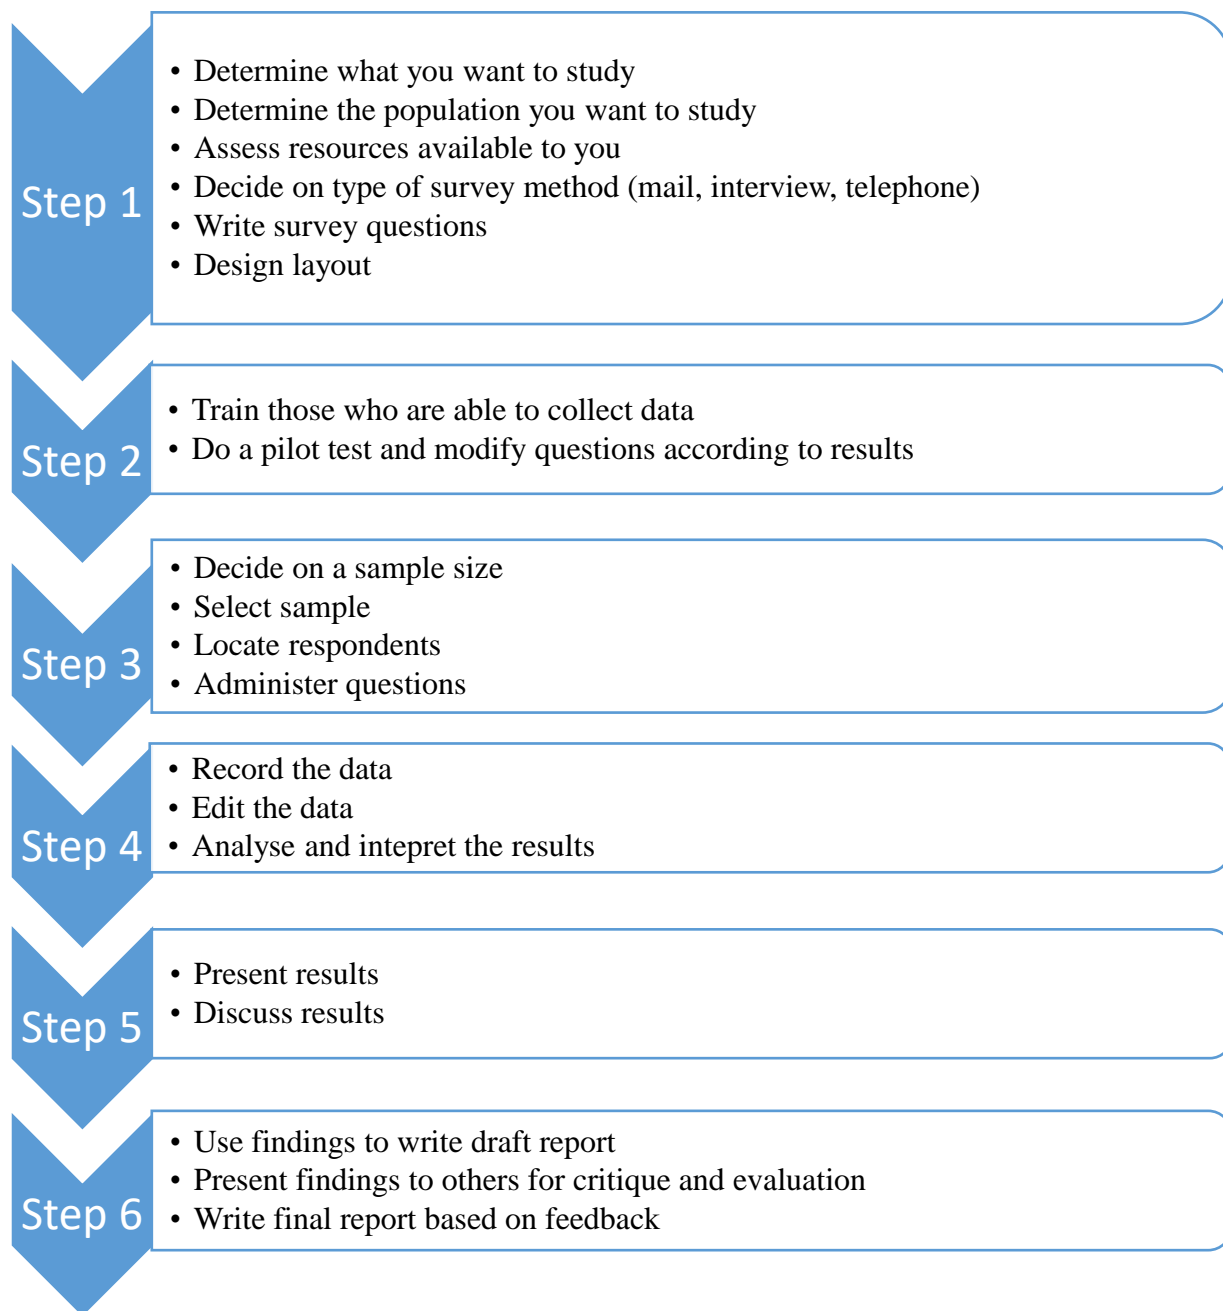 Step 1
• Determine what you want to study
• Determine the population you want to study
• Assess resources available to you
• Decide on type of survey method (mail, interview, telephone)
• Write survey questions
• Design layout
Step 2
• Train those who are able to collect data
• Do a pilot test and modify questions according to results
Step 3
• Decide on a sample size
• Select sample
• Locate respondents
• Administer questions
Step 4
• Record the data
• Edit the data
• Analyse and intepret the results
Step 5
• Present results
• Discuss results
Step 6
• Use findings to write draft report
• Present findings to others for critique and evaluation
• Write final report based on feedback